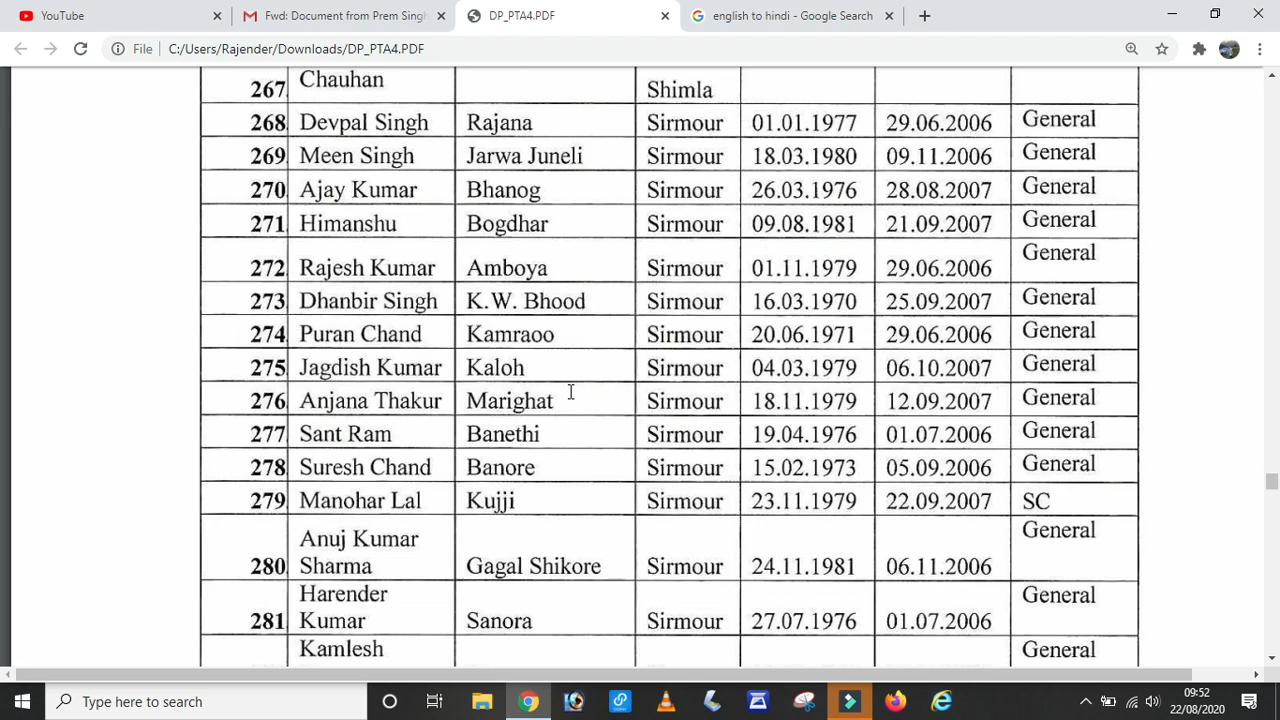 YouTube
Fwd: Document from Prem Singh
DP_PTA4.PDF
english to hindi - Google Search
File C:/Users/Rajender/Downloads/DP_PTA4.PDF
267. Chauhan Shimla
268. Devpal Singh Rajana Sirmour 01.01.1977 29.06.2006 General
269. Meen Singh Jarwa Juneli Sirmour 18.03.1980 09.11.2006 General
270. Ajay Kumar Bhanog Sirmour 26.03.1976 28.08.2007 General
271. Himanshu Bogdhar Sirmour 09.08.1981 21.09.2007 General
272. Rajesh Kumar Amboya Sirmour 01.11.1979 29.06.2006 General
273. Dhanbir Singh K.W. Bhood Sirmour 16.03.1970 25.09.2007 General
274. Puran Chand Kamraoo Sirmour 20.06.1971 29.06.2006 General
275. Jagdish Kumar Kaloh Sirmour 04.03.1979 06.10.2007 General
276. Anjana Thakur Marighat Sirmour 18.11.1979 12.09.2007 General
277. Sant Ram Banethi Sirmour 19.04.1976 01.07.2006 General
278. Suresh Chand Banore Sirmour 15.02.1973 05.09.2006 General
279. Manohar Lal Kujji Sirmour 23.11.1979 22.09.2007 SC
Anuj Kumar General
280. Sharma Gagal Shikore Sirmour 24.11.1981 06.11.2006
Harender General
281. Kumar Sanora Sirmour 27.07.1976 01.07.2006
Kamlesh General
Type here to search
09:52
22/08/2020